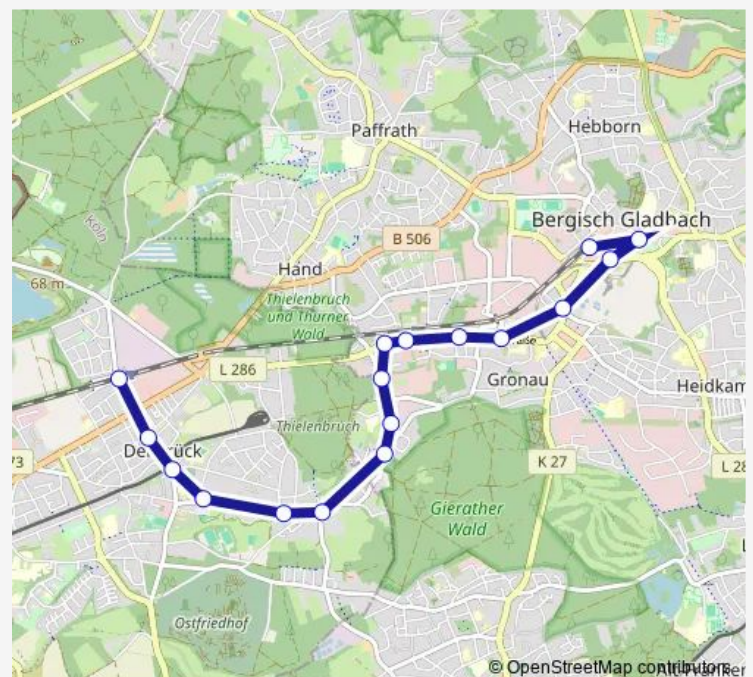 Paffrath
Hebborn
Köln
Bergisch Gladbach
B 506
Hand
68 m
Thielenbruch
und Thurner
Wald
L 286
Gronau
Heidkam
Thielenbruch
73
K 27
L 28
Gierather
Wald
Ostfriedhof
© OpenStreetMap contributors